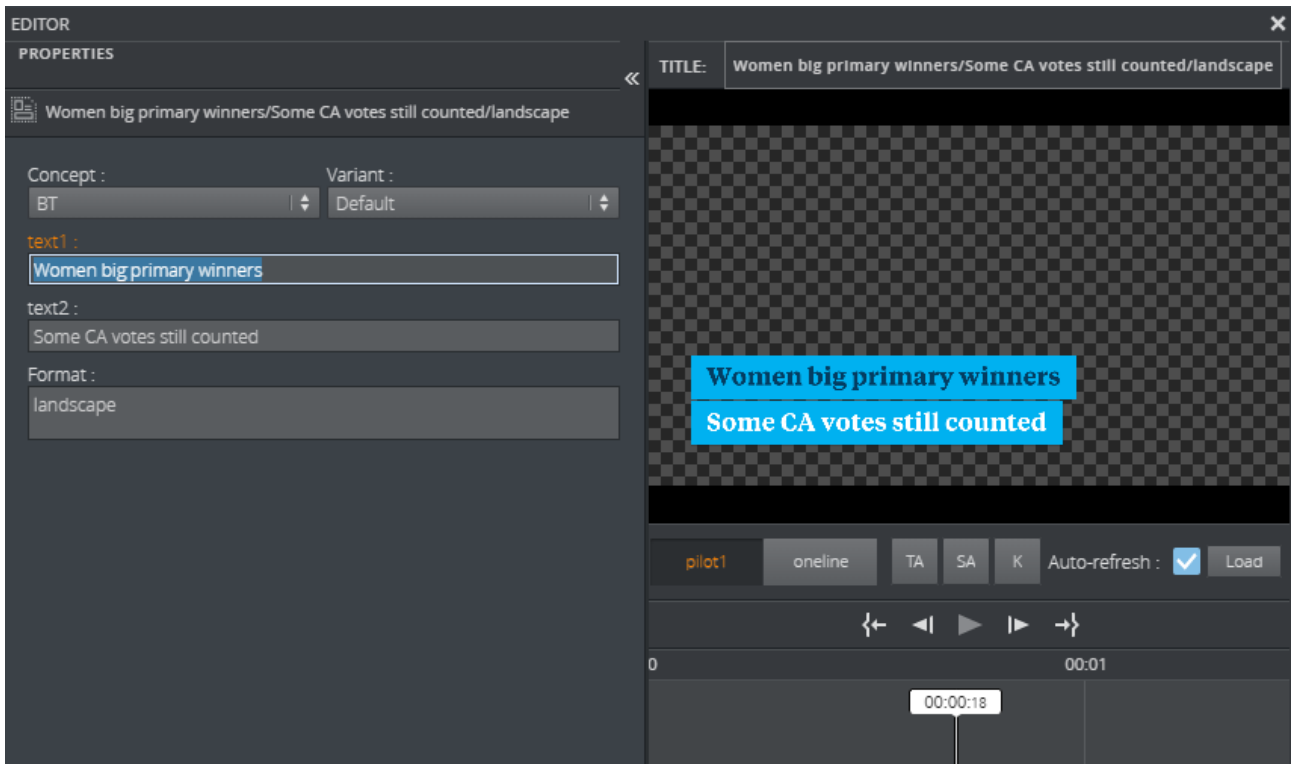 EDITOR
PROPERTIES
Women big primary winners/Some CA votes still counted/landscape
Concept :
Variant :
BT
Default
text1 :
Women big primary winners
text2 :
Some CA votes still counted
Format :
landscape
TITLE:
Women big primary winners/Some CA votes still counted/landscape
Women big primary winners
Some CA votes still counted
pilot1
oneline
TA
SA
K
Auto-refresh :
Load
0
00:01
00:00:18